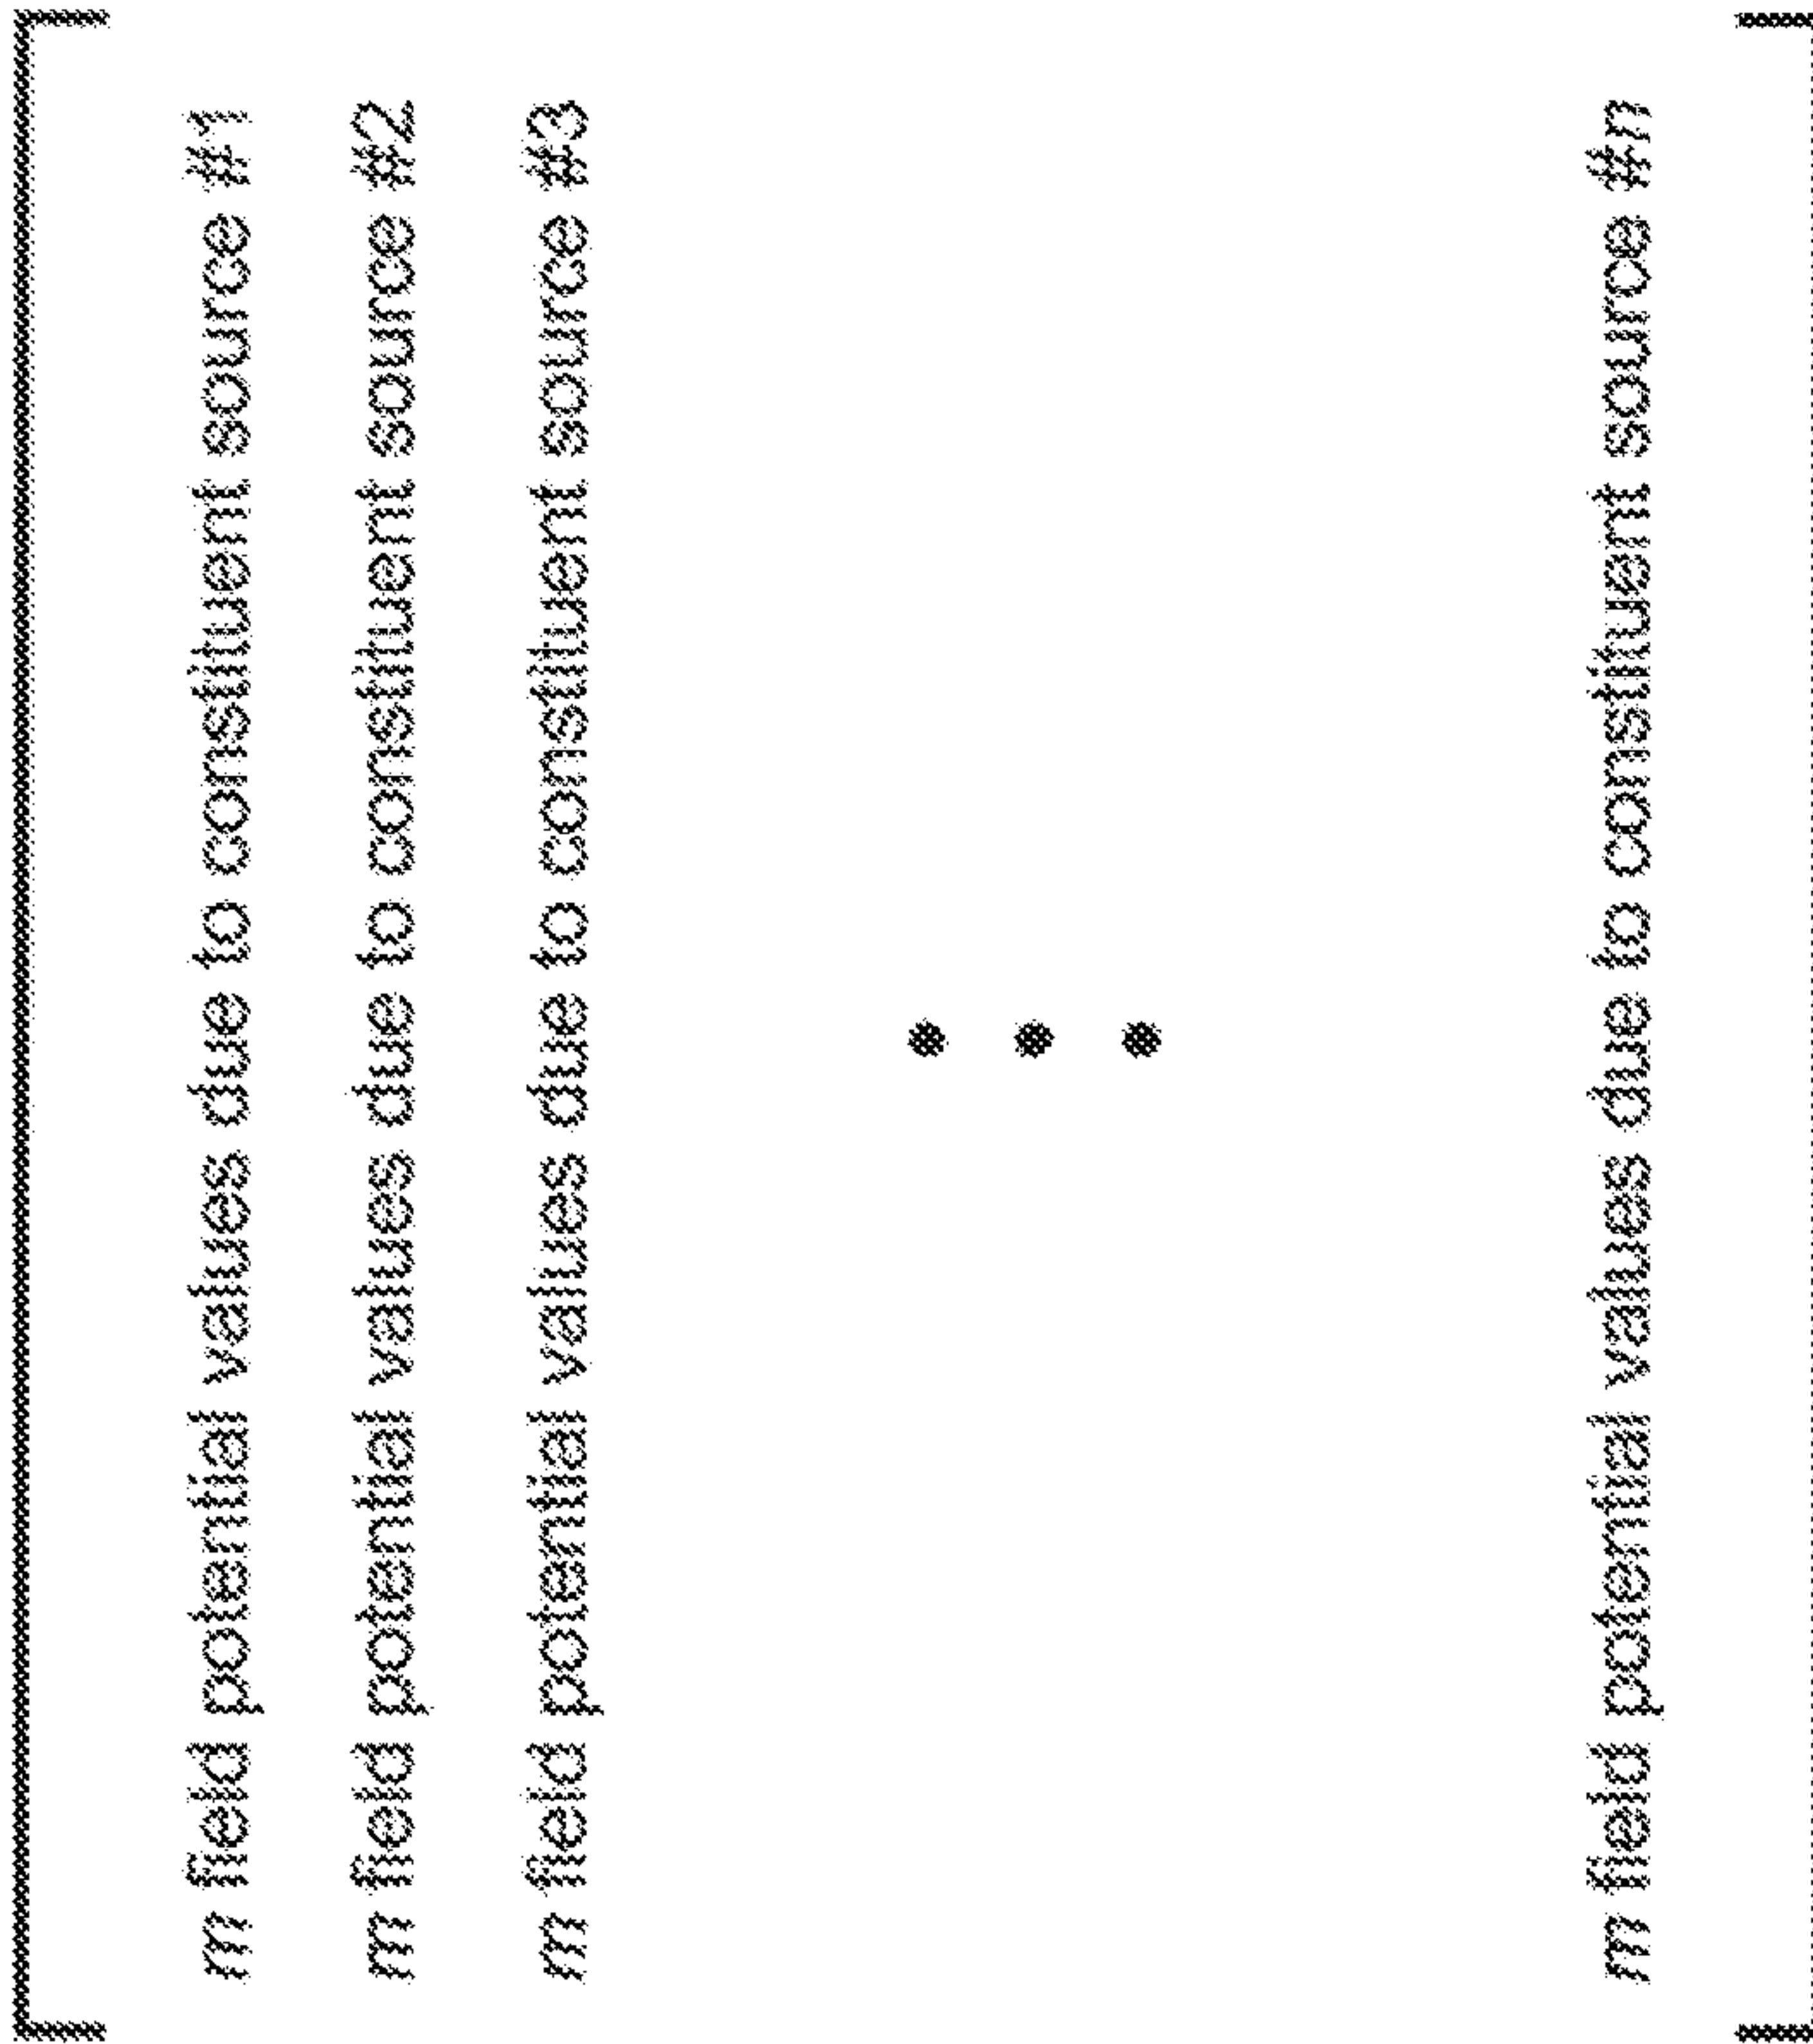 m field potential values due to constituent source #1
m field potential values due to constituent source #2
m field potential values due to constituent source #3
• • •
m field potential values due to constituent source #n